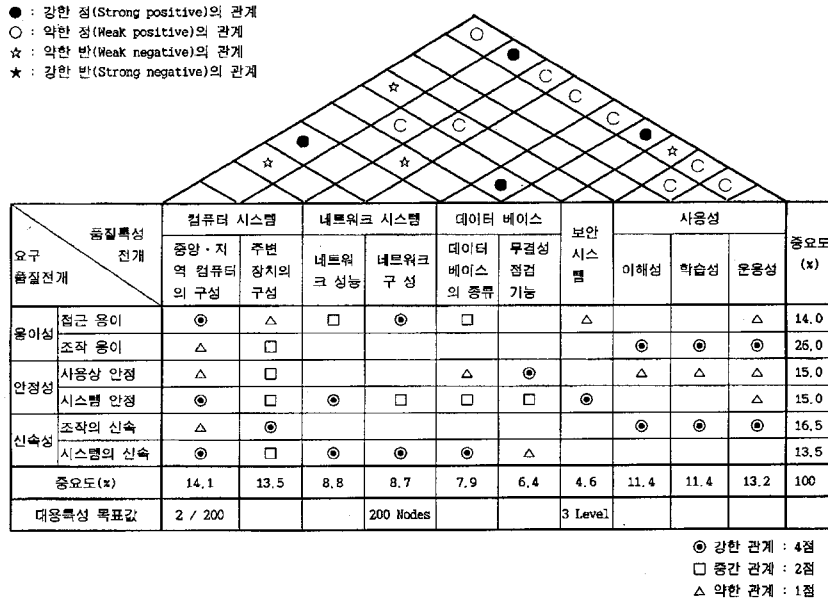 ● : 강한 정(Strong positive)의 관계
○ : 약한 정(Weak positive)의 관계
☆ : 약한 반(Weak negative)의 관계
★ : 강한 반(Strong negative)의 관계
품질특성 전개
요구 품질전개
컴퓨터 시스템 네트워크 시스템 데이터 베이스 보안 시스템 사용성 중요도 (%)
중앙·지역 컴퓨터의 구성 주변 장치의 구성 네트워크 성능 네트워크 구성 데이터 베이스의 종류 무결성 점검 기능 이해성 학습성 운용성
용이성 접근 용이 ◉ △ □ ◉ □ △ △ 14.0
조작 용이 △ □ ◉ ◉ ◉ 26.0
안정성 사용상 안정 △ □ △ ◉ △ △ △ 15.0
시스템 안정 ◉ □ ◉ □ □ □ ◉ △ 15.0
신속성 조작의 신속 △ ◉ ◉ ◉ ◉ 16.5
시스템의 신속 ◉ □ ◉ ◉ ◉ △ 13.5
중요도(%) 14.1 13.5 8.8 8.7 7.9 6.4 4.6 11.4 11.4 13.2 100
대용특성 목표값 2 / 200 200 Nodes 3 Level
◉ 강한 관계 : 4점
□ 중간 관계 : 2점
△ 약한 관계 : 1점